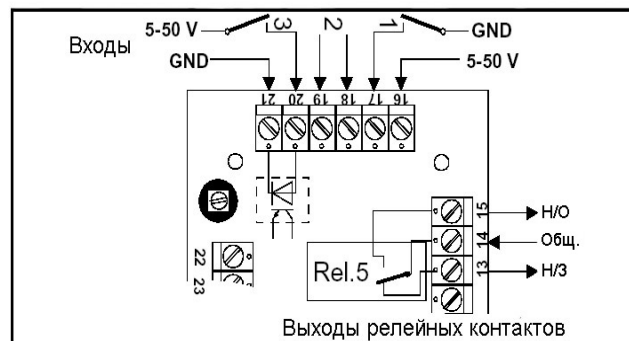 5-50 V
3
2
1
GND
Входы
GND
5-50 V
21
20
19
18
17
16
15
Н/О
14
Общ.
13
Н/З
22
23
Rel.5
Выходы релейных контактов